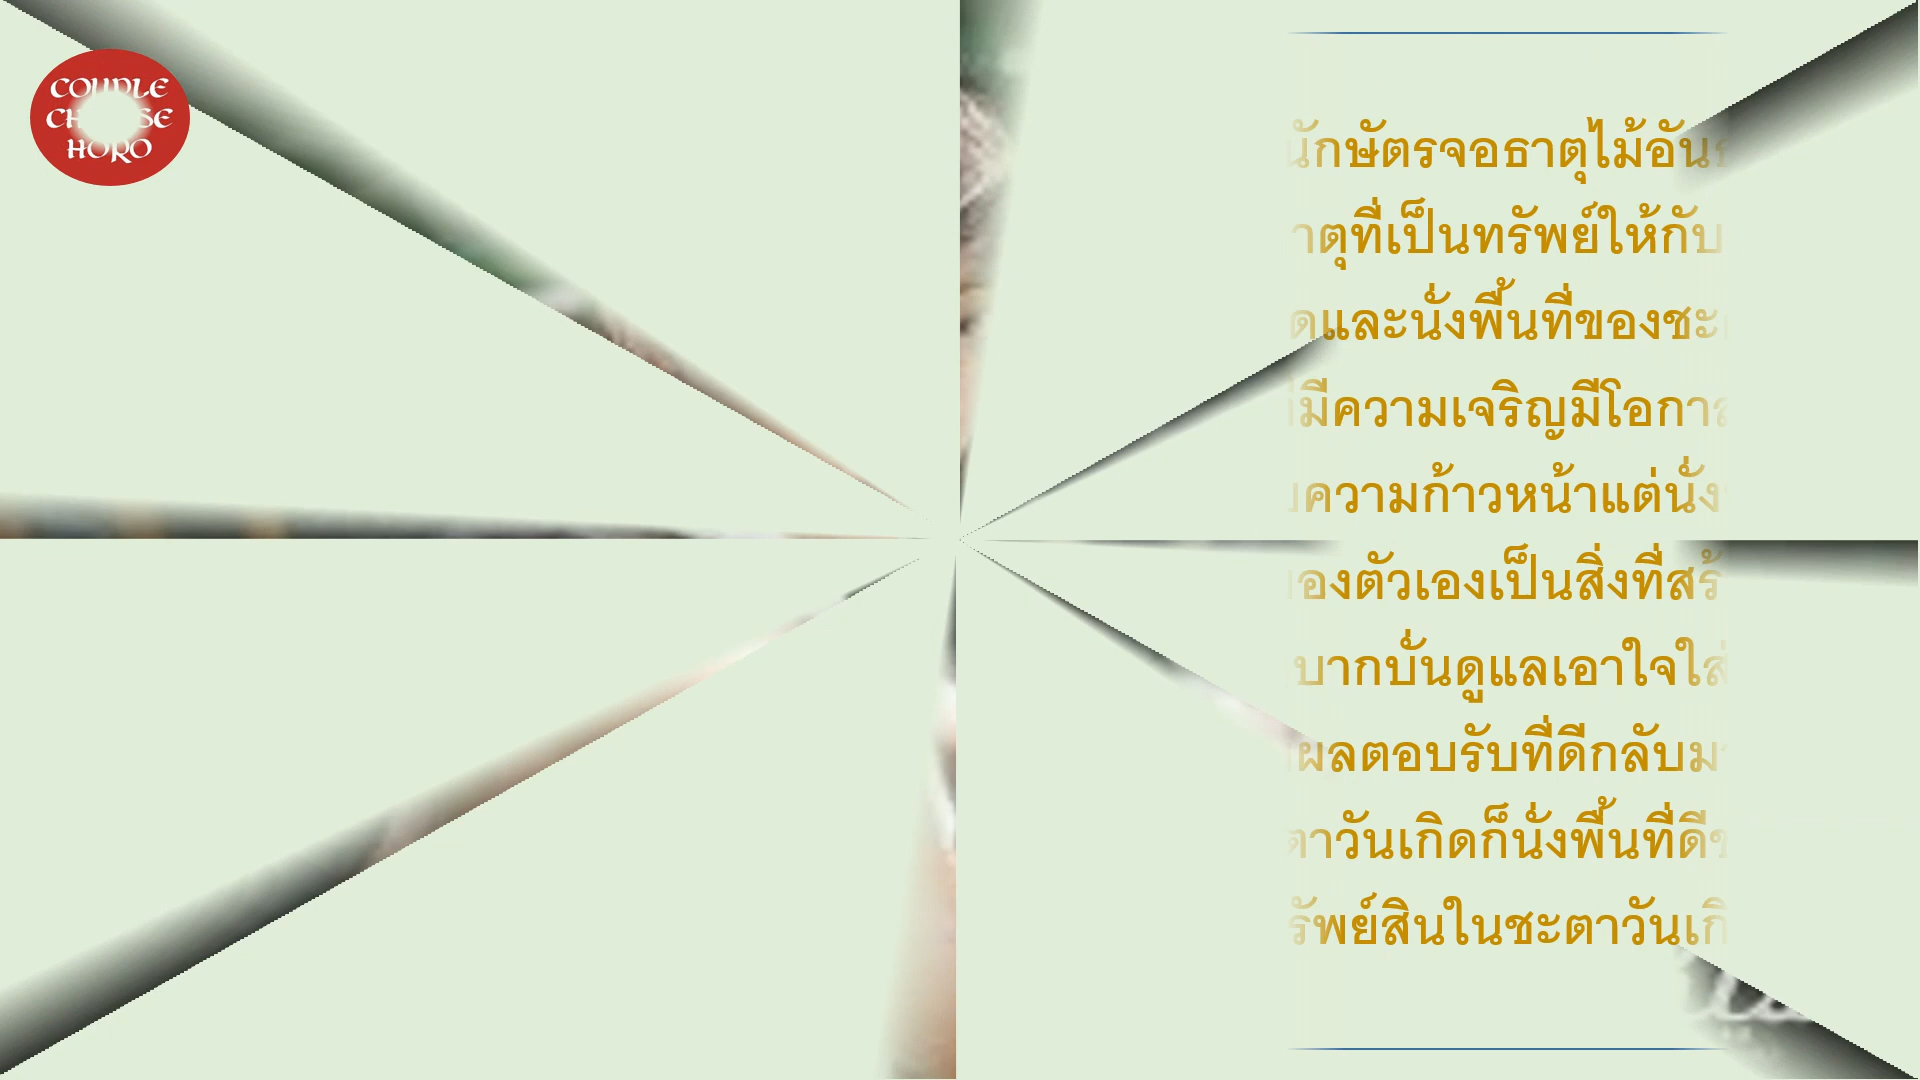 COUPLE
HORO
นักษัตรจอธาตุไม้อัน
าตุที่เป็นทรัพย์ให้กับ
ดและนั่งพื้นที่ของชะ
มีความเจริญมีโอกาส
ความก้าวหน้าแต่นั่ง
องตัวเองเป็นสิ่งที่สร้
บากบั่นดูแลเอาใจใส่
ผลตอบรับที่ดีกลับม
ตาวันเกิดก็นั่งพื้นที่ดี
รัพย์สินในชะตาวันเกิ